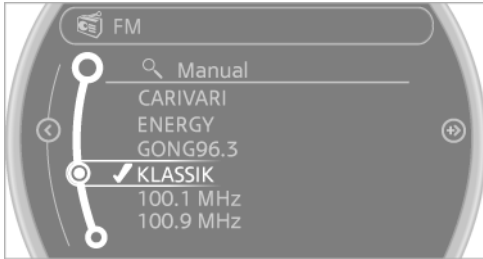 FM
Manual
CARIVARI
ENERGY
GONG96.3
KLASSIK
100.1 MHz
100.9 MHz